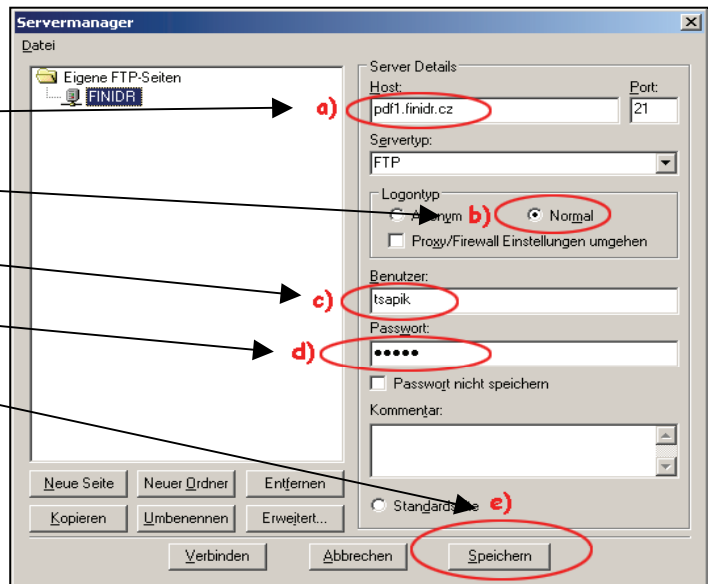 Servermanager
Datei
Eigene FTP-Seiten
FINIDR
Server Details
Host:
Port:
a)
pdf1.finidr.cz
21
Servertyp:
FTP
Logontyp
b)
Normal
Proxy/Firewall Einstellungen umgehen
Benutzer:
c)
tsapik
Passwort:
d)
•••••
Passwort nicht speichern
Kommentar:
Neue Seite
Neuer Ordner
Entfernen
e)
Kopieren
Umbenennen
Erweitert...
Verbinden
Abbrechen
Speichern